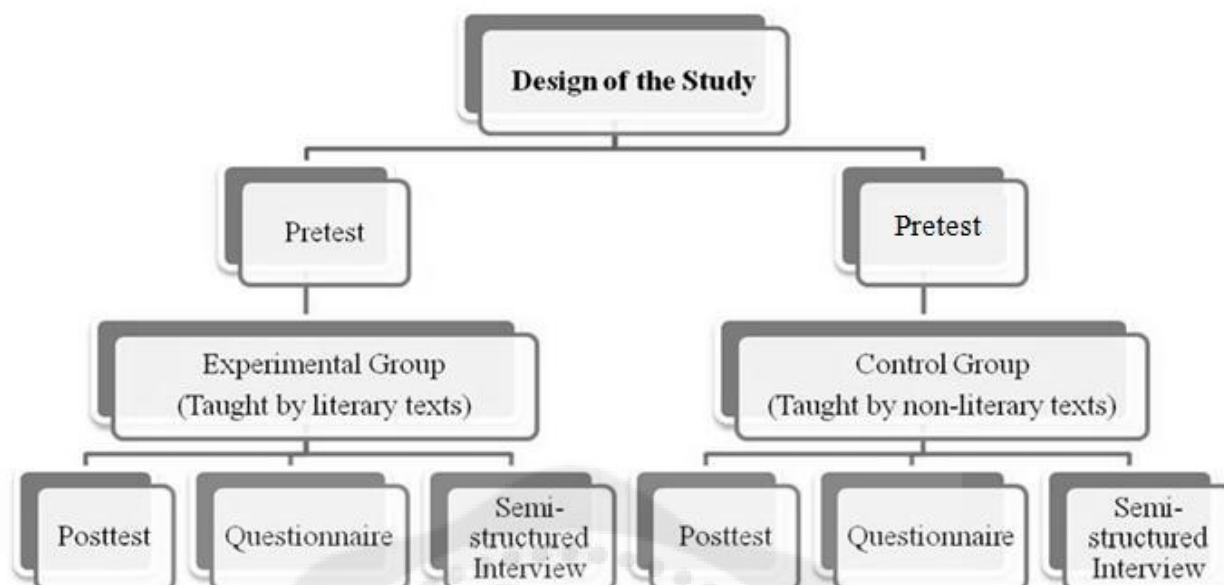 Design of the Study
Pretest
Pretest
Experimental Group
(Taught by literary texts)
Control Group
(Taught by non-literary texts)
Posttest
Questionnaire
Semi-
structured
Interview
Posttest
Questionnaire
Semi-
structured
Interview